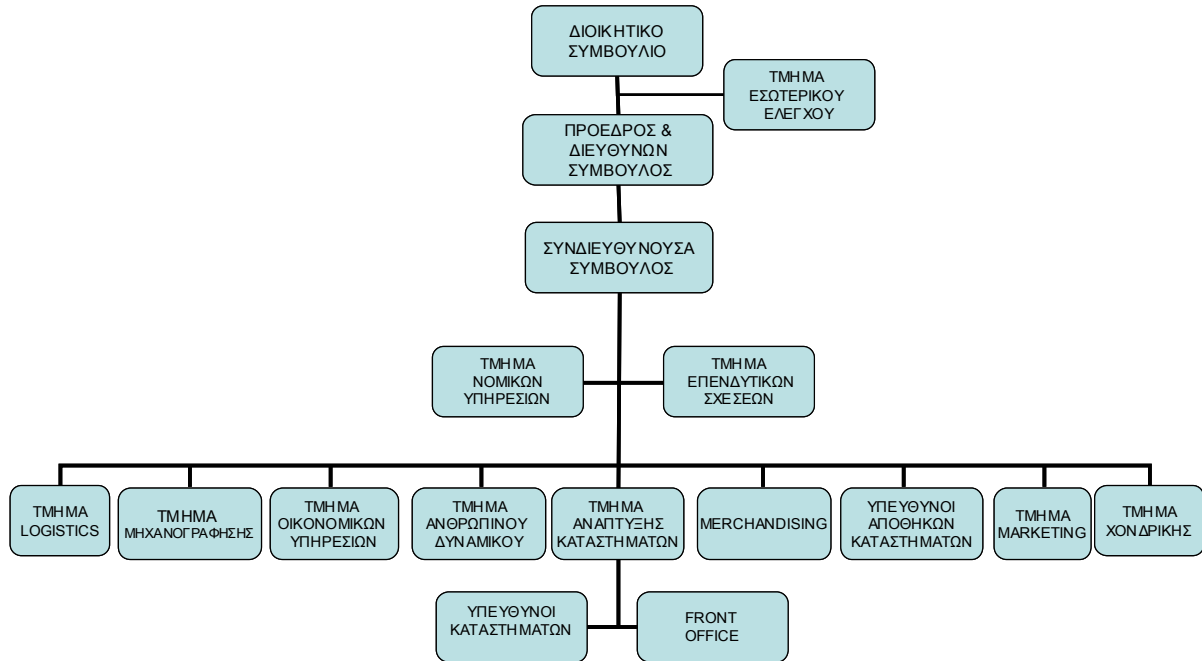 ΔΙΟΙΚΗΤΙΚΟ
ΣΥΜΒΟΥΛΙΟ
ΤΜΗΜΑ
ΕΣΩΤΕΡΙΚΟΥ
ΕΛΕΓΧΟΥ
ΠΡΟΕΔΡΟΣ &
ΔΙΕΥΘΥΝΩΝ
ΣΥΜΒΟΥΛΟΣ
ΣΥΝΔΙΕΥΘΥΝΟΥΣΑ
ΣΥΜΒΟΥΛΟΣ
ΤΜΗΜΑ
ΝΟΜΙΚΩΝ
ΥΠΗΡΕΣΙΩΝ
ΤΜΗΜΑ
ΕΠΕΝΔΥΤΙΚΩΝ
ΣΧΕΣΕΩΝ
ΤΜΗΜΑ
LOGISTICS
ΤΜΗΜΑ
ΜΗΧΑΝΟΓΡΑΦΗΣΗΣ
ΤΜΗΜΑ
ΟΙΚΟΝΟΜΙΚΩΝ
ΥΠΗΡΕΣΙΩΝ
ΤΜΗΜΑ
ΑΝΘΡΩΠΙΝΟΥ
ΔΥΝΑΜΙΚΟΥ
ΤΜΗΜΑ
ΑΝΑΠΤΥΞΗΣ
ΚΑΤΑΣΤΗΜΑΤΩΝ
MERCHANDISING
ΥΠΕΥΘΥΝΟΙ
ΑΠΟΘΗΚΩΝ
ΚΑΤΑΣΤΗΜΑΤΩΝ
ΤΜΗΜΑ
MARKETING
ΤΜΗΜΑ
ΧΟΝΔΡΙΚΗΣ
ΥΠΕΥΘΥΝΟΙ
ΚΑΤΑΣΤΗΜΑΤΩΝ
FRONT
OFFICE